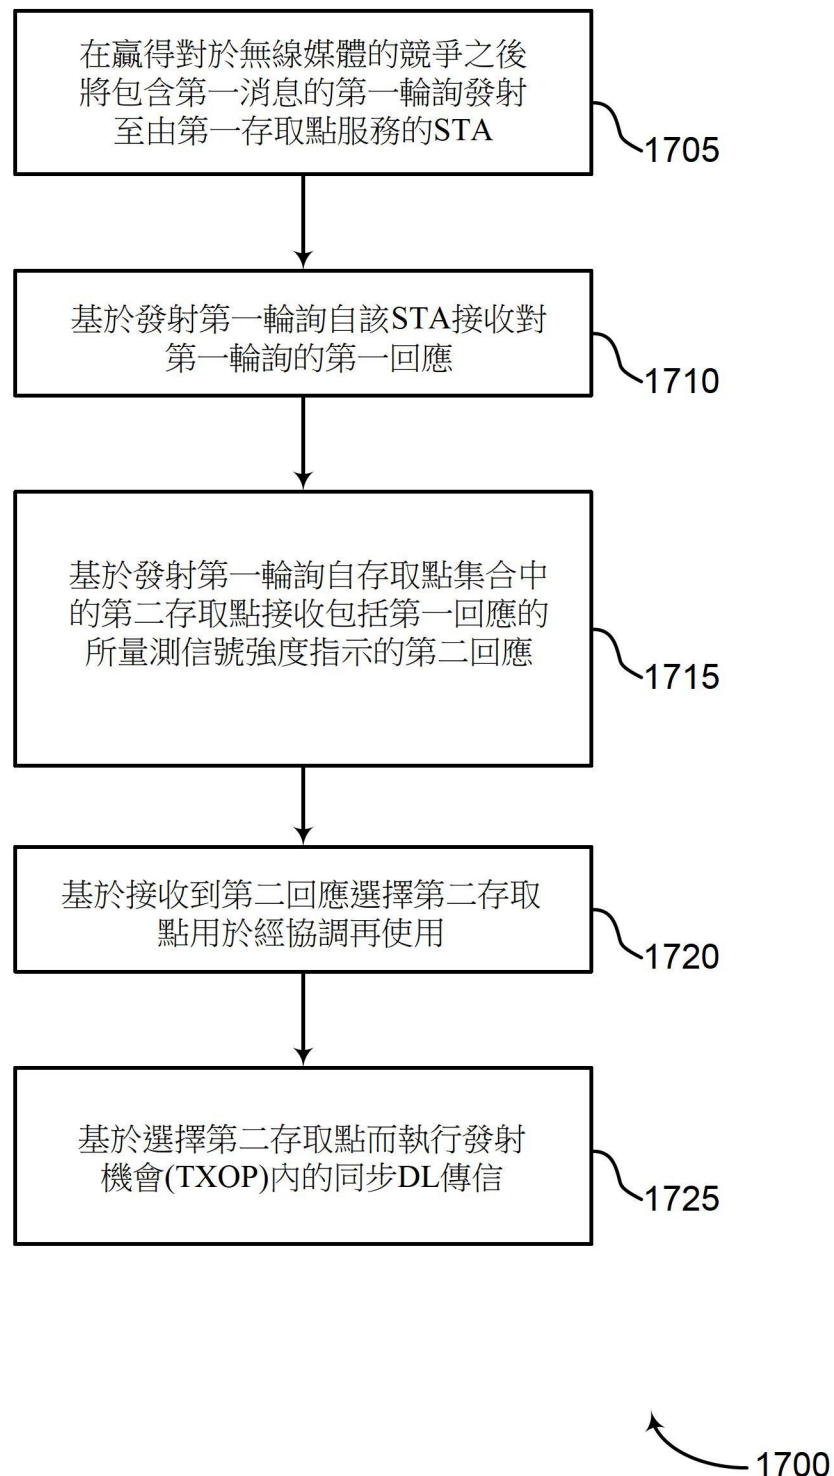 在贏得對於無線媒體的競爭之後
將包含第一消息的第一輪詢發射
至由第一存取點服務的STA
1705
基於發射第一輪詢自該STA接收對
第一輪詢的第一回應
1710
基於發射第一輪詢自存取點集合中
的第二存取點接收包括第一回應的
所量測信號強度指示的第二回應
1715
基於接收到第二回應選擇第二存取
點用於經協調再使用
1720
基於選擇第二存取點而執行發射
機會(TXOP)內的同步DL傳信
1725
1700